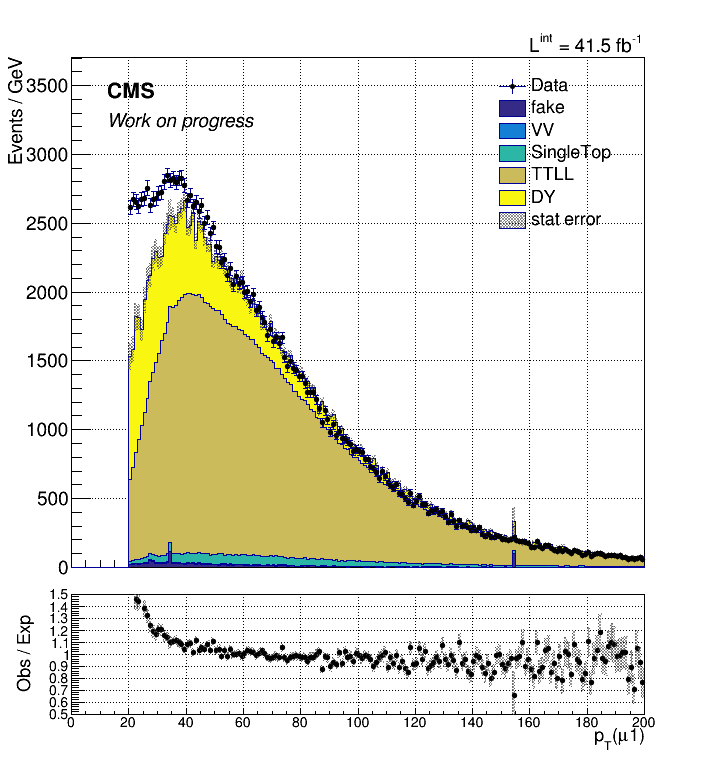 L^int = 41.5 fb^-1
Events / GeV
3500
3000
2500
2000
1500
1000
500
0
CMS
Work on progress
Data
fake
VV
SingleTop
TTLL
DY
stat error
Obs / Exp
1.5
1.4
1.3
1.2
1.1
1
0.9
0.8
0.7
0.6
0.5
0 20 40 60 80 100 120 140 160 180 200
p_T(μ1)